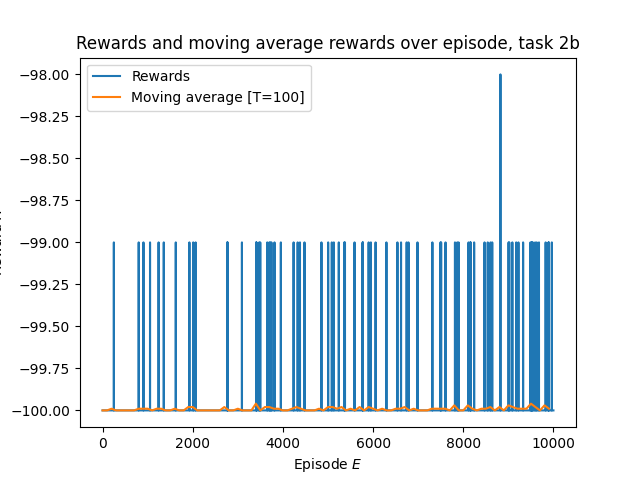 Rewards and moving average rewards over episode, task 2b
Rewards
Moving average [T=100]
−98.00
−98.25
−98.50
−98.75
−99.00
−99.25
−99.50
−99.75
−100.00
0 2000 4000 6000 8000 10000
Episode E